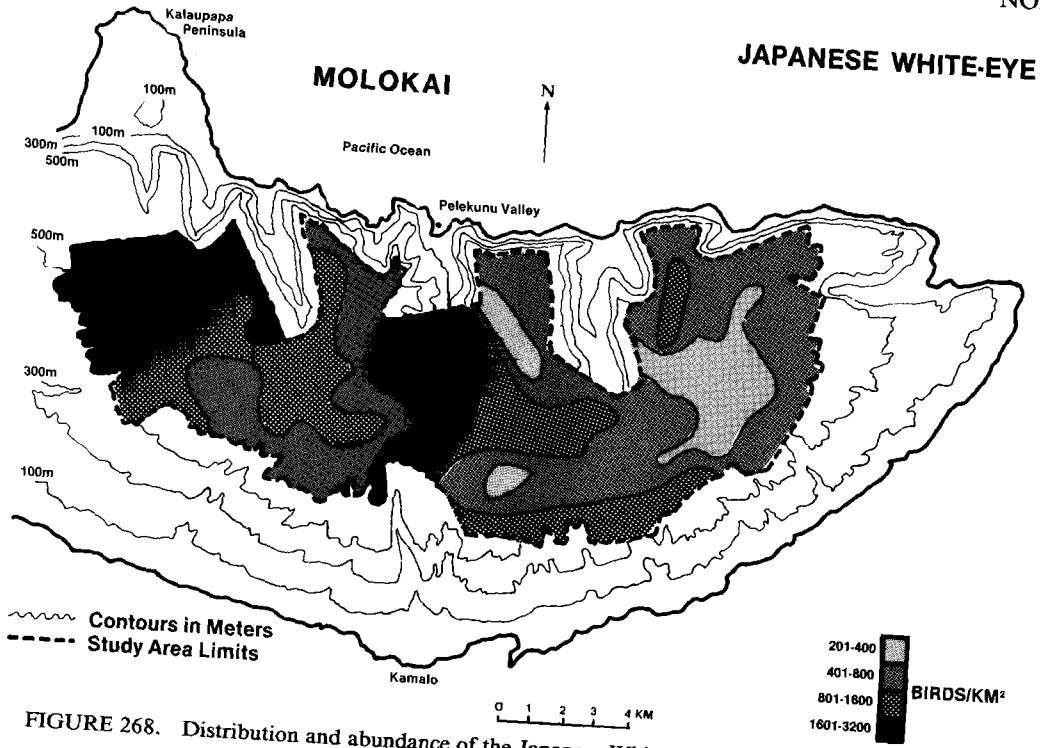 NO
JAPANESE WHITE-EYE
Kalaupapa
Peninsula
MOLOKAI
N
100m
100m
300m
500m
Pacific Ocean
Pelekunu Valley
500m
300m
100m
Contours in Meters
Study Area Limits
Kamalo
0 1 2 3 4 KM
201-400
401-800
801-1600
1601-3200
BIRDS/KM²
FIGURE 268. Distribution and abundance of the Japanese